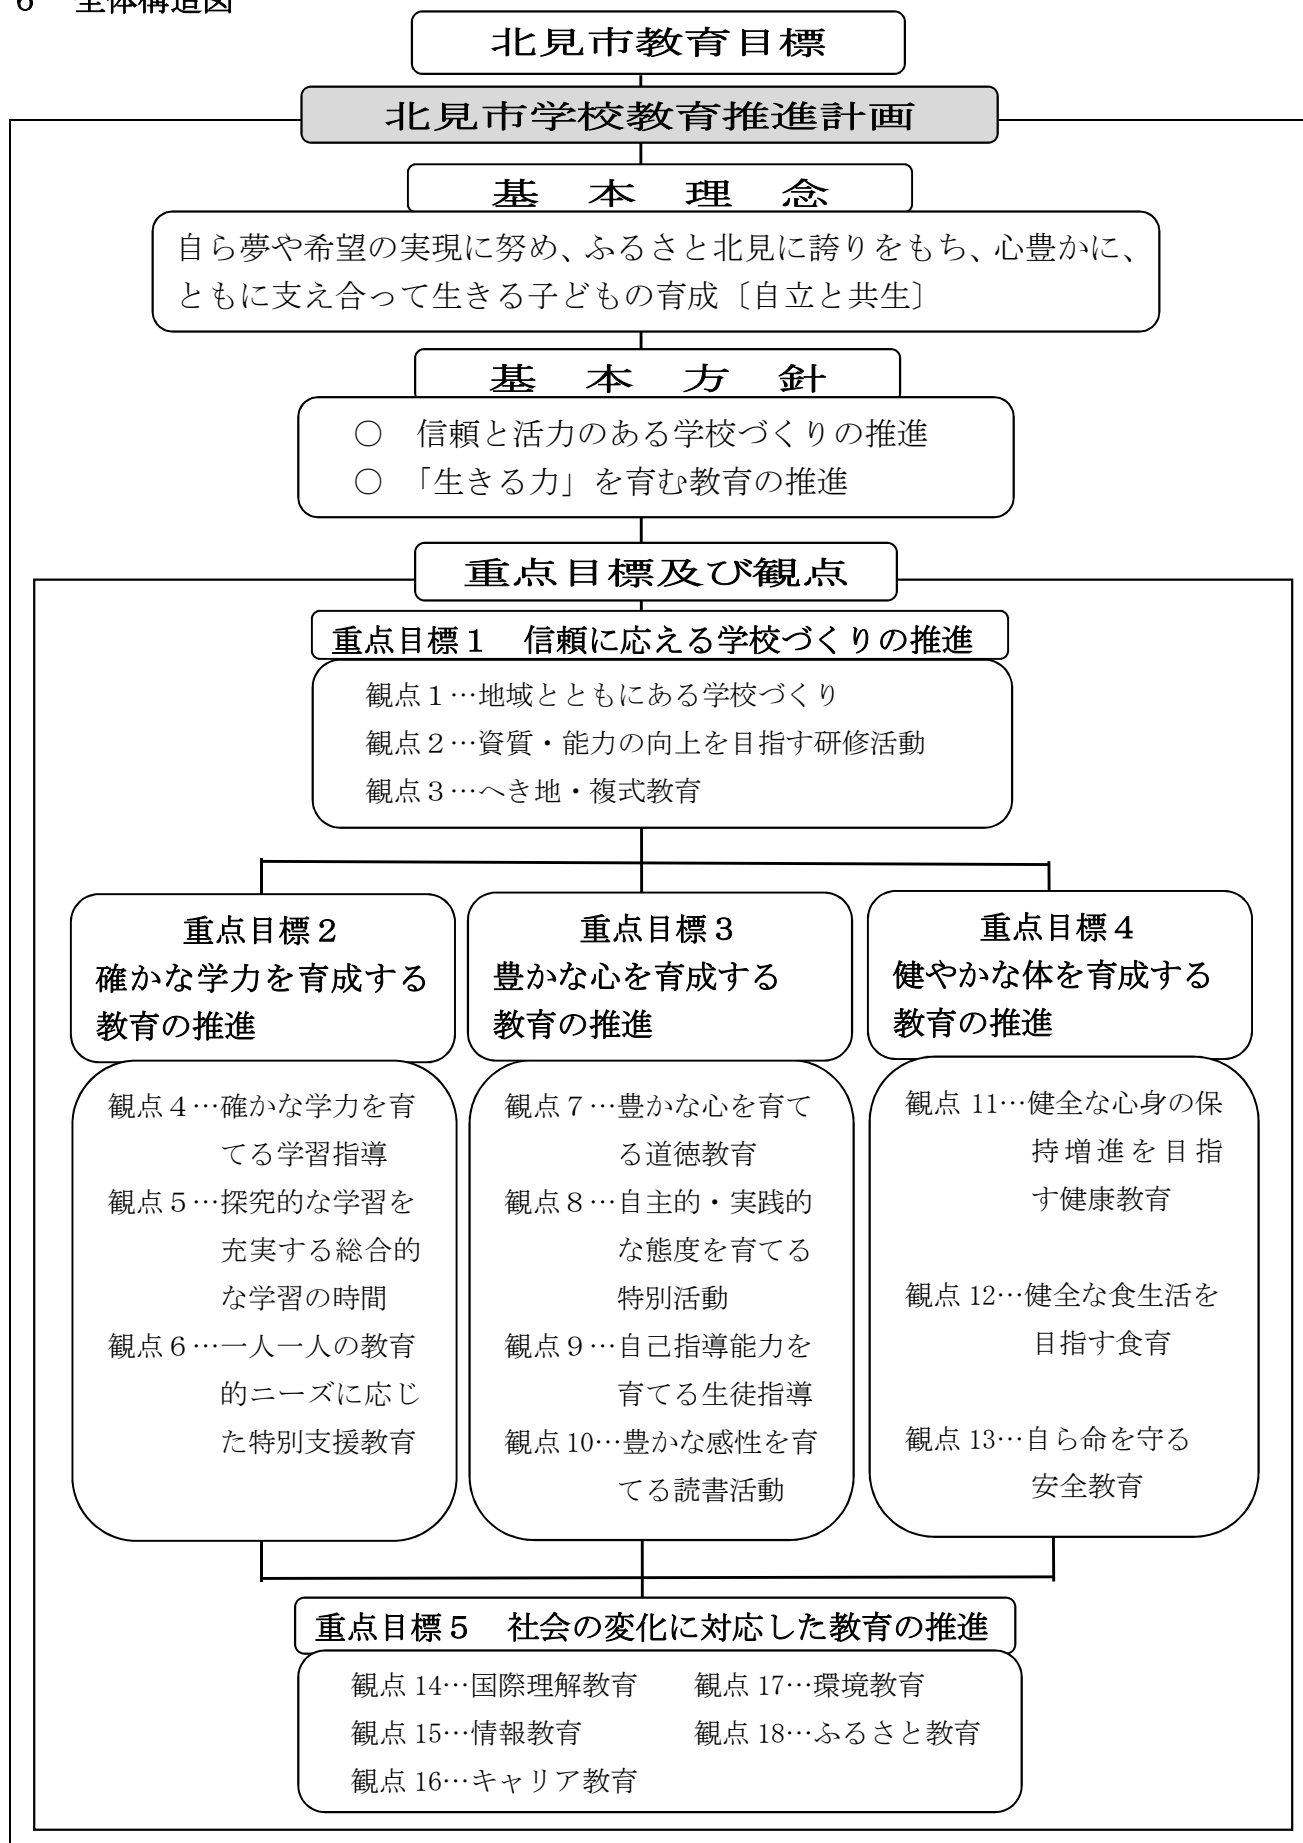 6　全体構造図
北見市教育目標
北見市学校教育推進計画
基　本　理　念
自ら夢や希望の実現に努め、ふるさと北見に誇りをもち、心豊かに、
ともに支え合って生きる子どもの育成〔自立と共生〕
基　本　方　針
○　信頼と活力のある学校づくりの推進
○　「生きる力」を育む教育の推進
重点目標及び観点
重点目標１　信頼に応える学校づくりの推進
観点１…地域とともにある学校づくり
観点２…資質・能力の向上を目指す研修活動
観点３…へき地・複式教育
重点目標２
確かな学力を育成する
教育の推進
観点４…確かな学力を育
てる学習指導
観点５…探究的な学習を
充実する総合的
な学習の時間
観点６…一人一人の教育
的ニーズに応じ
た特別支援教育
重点目標３
豊かな心を育成する
教育の推進
観点７…豊かな心を育て
る道徳教育
観点８…自主的・実践的
な態度を育てる
特別活動
観点９…自己指導能力を
育てる生徒指導
観点 10…豊かな感性を育
てる読書活動
重点目標４
健やかな体を育成する
教育の推進
観点 11…健全な心身の保
持増進を目指
す健康教育
観点 12…健全な食生活を
目指す食育
観点 13…自ら命を守る
安全教育
重点目標５　社会の変化に対応した教育の推進
観点 14…国際理解教育　　観点 17…環境教育
観点 15…情報教育　　　　観点 18…ふるさと教育
観点 16…キャリア教育